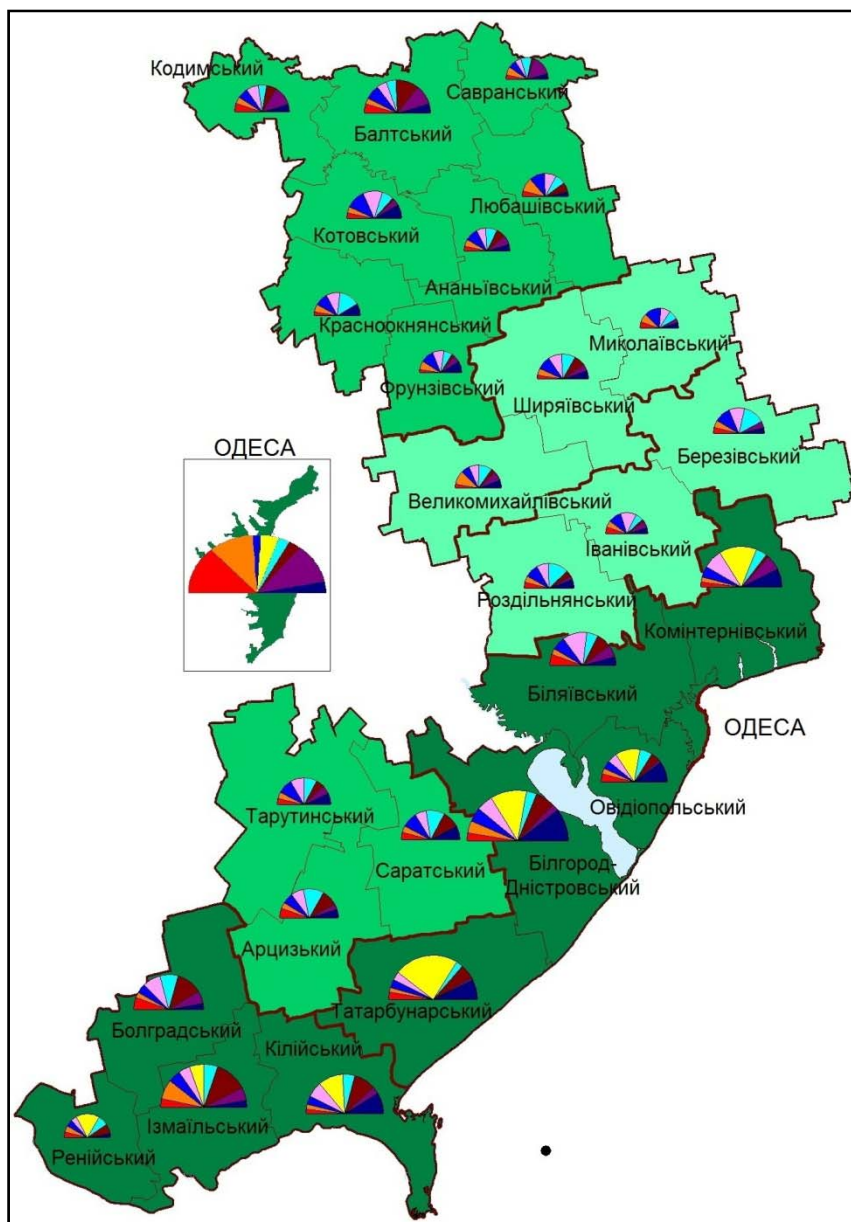 Кодимський
Савранський
Балтський
Любашівський
Котовський
Ананьївський
Красноокнянський
Миколаївський
Фрунзівський
Ширяївський
ОДЕСА
Березівський
Великомихайлівський
Іванівський
Роздільнянський
Комінтернівський
Біляївський
ОДЕСА
Овідіопольський
Тарутинський
Саратський
Білгород-
Дністровський
Арцизький
Татарбунарський
Болградський
Кілійський
Ізмаїльський
Ренійський